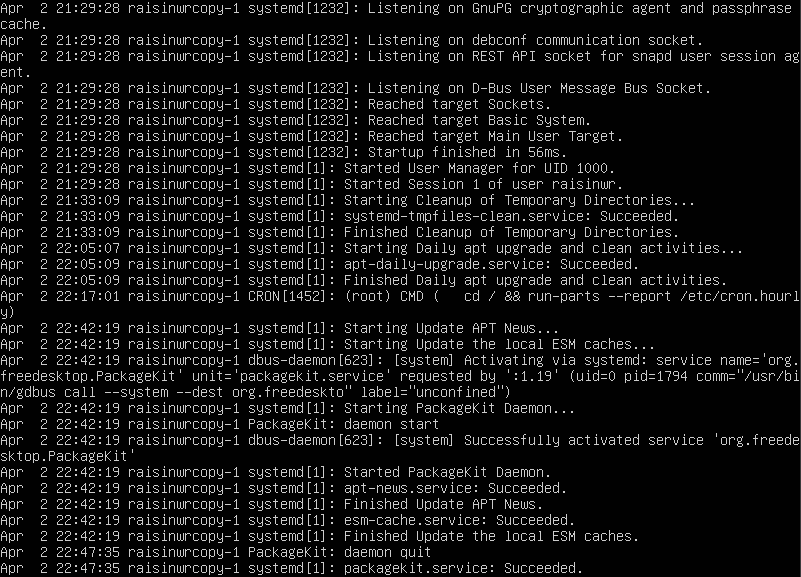 Apr  2 21:29:28 raisinwrcopy-1 systemd[1232]: Listening on GnuPG cryptographic agent and passphrase
cache.
Apr  2 21:29:28 raisinwrcopy-1 systemd[1232]: Listening on debconf communication socket.
Apr  2 21:29:28 raisinwrcopy-1 systemd[1232]: Listening on REST API socket for snapd user session ag
ent.
Apr  2 21:29:28 raisinwrcopy-1 systemd[1232]: Listening on D-Bus User Message Bus Socket.
Apr  2 21:29:28 raisinwrcopy-1 systemd[1232]: Reached target Sockets.
Apr  2 21:29:28 raisinwrcopy-1 systemd[1232]: Reached target Basic System.
Apr  2 21:29:28 raisinwrcopy-1 systemd[1232]: Reached target Main User Target.
Apr  2 21:29:28 raisinwrcopy-1 systemd[1232]: Startup finished in 56ms.
Apr  2 21:29:28 raisinwrcopy-1 systemd[1]: Started User Manager for UID 1000.
Apr  2 21:29:28 raisinwrcopy-1 systemd[1]: Started Session 1 of user raisinwr.
Apr  2 21:33:09 raisinwrcopy-1 systemd[1]: Starting Cleanup of Temporary Directories...
Apr  2 21:33:09 raisinwrcopy-1 systemd[1]: systemd-tmpfiles-clean.service: Succeeded.
Apr  2 21:33:09 raisinwrcopy-1 systemd[1]: Finished Cleanup of Temporary Directories.
Apr  2 22:05:07 raisinwrcopy-1 systemd[1]: Starting Daily apt upgrade and clean activities...
Apr  2 22:05:09 raisinwrcopy-1 systemd[1]: apt-daily-upgrade.service: Succeeded.
Apr  2 22:05:09 raisinwrcopy-1 systemd[1]: Finished Daily apt upgrade and clean activities.
Apr  2 22:17:01 raisinwrcopy-1 CRON[1452]: (root) CMD (   cd / && run-parts --report /etc/cron.hourl
y)
Apr  2 22:42:19 raisinwrcopy-1 systemd[1]: Starting Update APT News...
Apr  2 22:42:19 raisinwrcopy-1 systemd[1]: Starting Update the local ESM caches...
Apr  2 22:42:19 raisinwrcopy-1 dbus-daemon[623]: [system] Activating via systemd: service name='org.
freedesktop.PackageKit' unit='packagekit.service' requested by ':1.19' (uid=0 pid=1794 comm="/usr/bi
n/gdbus call --system --dest org.freedeskto" label="unconfined")
Apr  2 22:42:19 raisinwrcopy-1 systemd[1]: Starting PackageKit Daemon...
Apr  2 22:42:19 raisinwrcopy-1 PackageKit: daemon start
Apr  2 22:42:19 raisinwrcopy-1 dbus-daemon[623]: [system] Successfully activated service 'org.freede
sktop.PackageKit'
Apr  2 22:42:19 raisinwrcopy-1 systemd[1]: Started PackageKit Daemon.
Apr  2 22:42:19 raisinwrcopy-1 systemd[1]: apt-news.service: Succeeded.
Apr  2 22:42:19 raisinwrcopy-1 systemd[1]: Finished Update APT News.
Apr  2 22:42:19 raisinwrcopy-1 systemd[1]: esm-cache.service: Succeeded.
Apr  2 22:42:19 raisinwrcopy-1 systemd[1]: Finished Update the local ESM caches.
Apr  2 22:47:35 raisinwrcopy-1 PackageKit: daemon quit
Apr  2 22:47:35 raisinwrcopy-1 systemd[1]: packagekit.service: Succeeded.